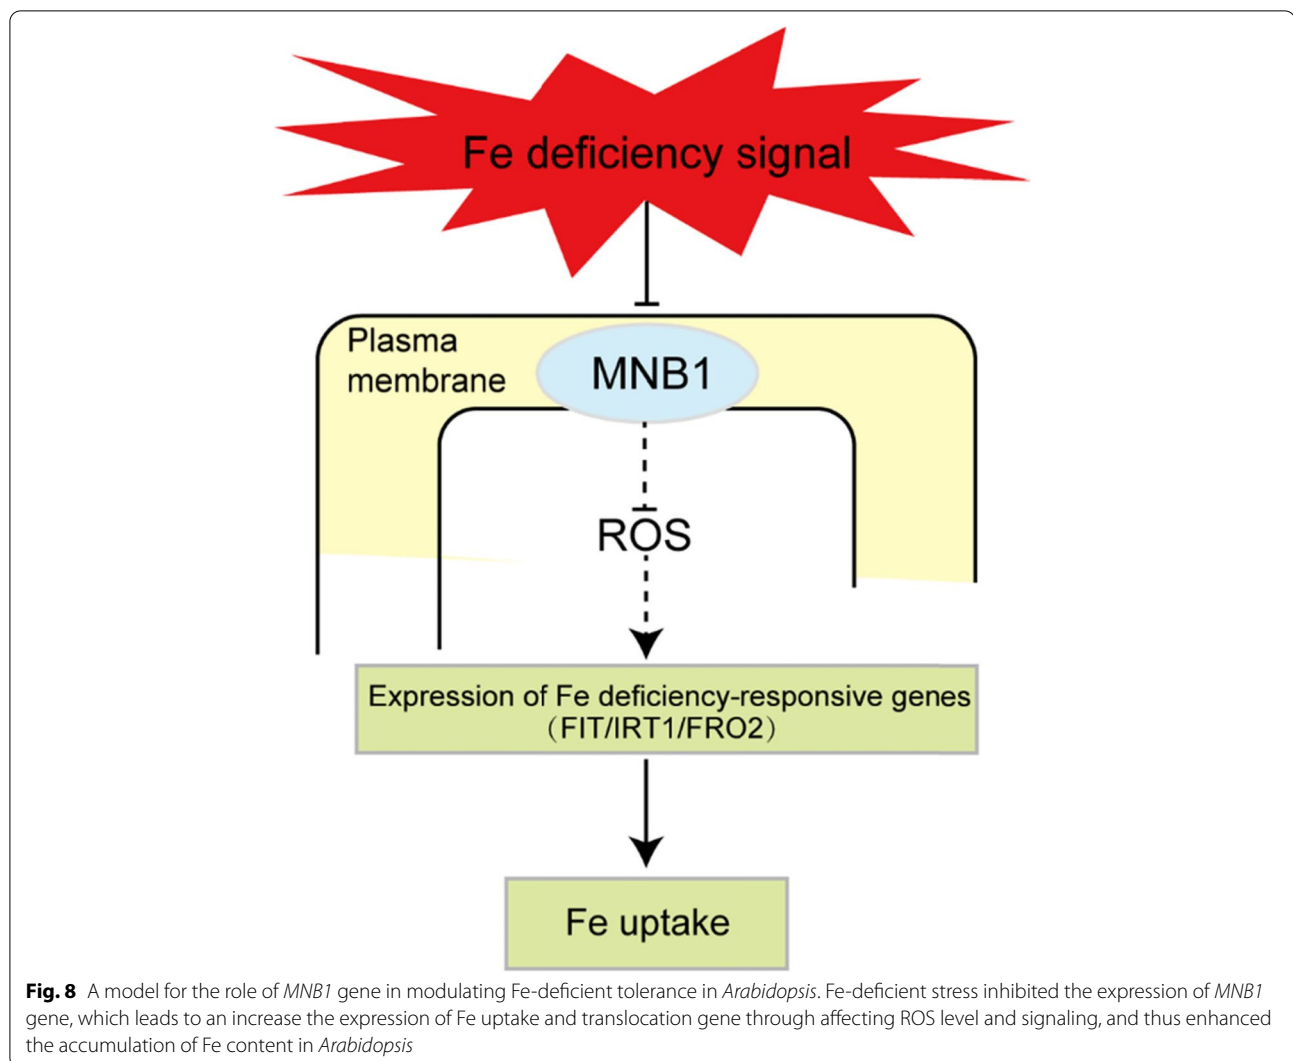 Fe deficiency signal
Plasma
membrane
MNB1
ROS
Expression of Fe deficiency-responsive genes
（FIT/IRT1/FRO2）
Fe uptake
Fig. 8 A model for the role of MNB1 gene in modulating Fe-deficient tolerance in Arabidopsis. Fe-deficient stress inhibited the expression of MNB1
gene, which leads to an increase the expression of Fe uptake and translocation gene through affecting ROS level and signaling, and thus enhanced
the accumulation of Fe content in Arabidopsis